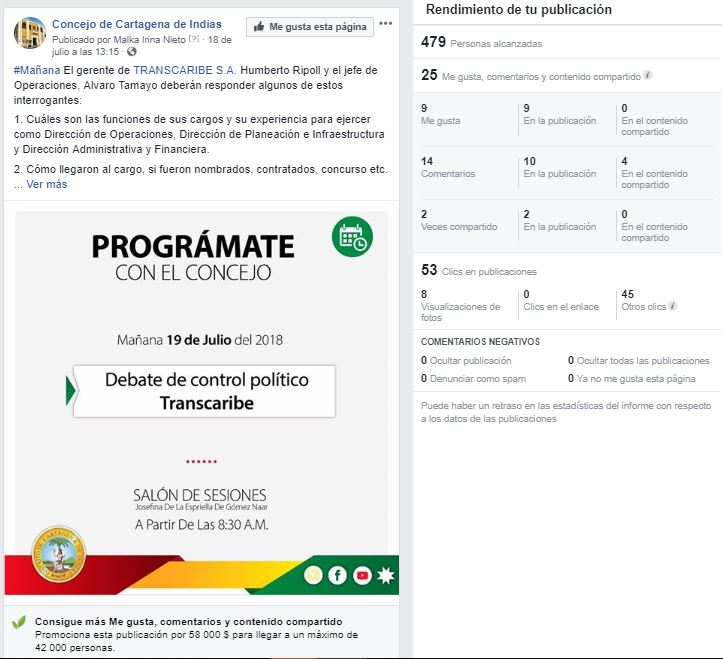 Concejo de Cartagena de Indias
Me gusta esta página
Publicado por Malka Irina Nieto [?] · 18 de
julio a las 13:15 ·
#Mañana El gerente de TRANSCARIBE S.A. Humberto Ripoll y el jefe de
Operaciones, Alvaro Tamayo deberán responder algunos de estos
interrogantes:
1. Cuáles son las funciones de sus cargos y su experiencia para ejercer
como Dirección de Operaciones, Dirección de Planeación e Infraestructura
y Dirección Administrativa y Financiera.
2. Cómo llegaron al cargo, si fueron nombrados, contratados, concurso etc.
... Ver más
PROGRÁMATE
CON EL CONCEJO
Mañana 19 de Julio del 2018
Debate de control político
Transcaribe
SALÓN DE SESIONES
Josefina De La Espriella De Gómez Naar
A Partir De Las 8:30 A.M.
Consigue más Me gusta, comentarios y contenido compartido
Promociona esta publicación por 58 000 $ para llegar a un máximo de
42 000 personas.
Rendimiento de tu publicación
479 Personas alcanzadas
25 Me gusta, comentarios y contenido compartido
9
Me gusta
9
En la publicación
0
En el contenido
compartido
14
Comentarios
10
En la publicación
4
En el contenido
compartido
2
Veces compartido
2
En la publicación
0
En el contenido
compartido
53 Clics en publicaciones
8
Visualizaciones de
fotos
0
Clics en el enlace
45
Otros clics
COMENTARIOS NEGATIVOS
0 Ocultar publicación
0 Ocultar todas las publicaciones
0 Denunciar como spam
0 Ya no me gusta esta página
Puede haber un retraso en las estadísticas del informe con respecto
a los datos de las publicaciones